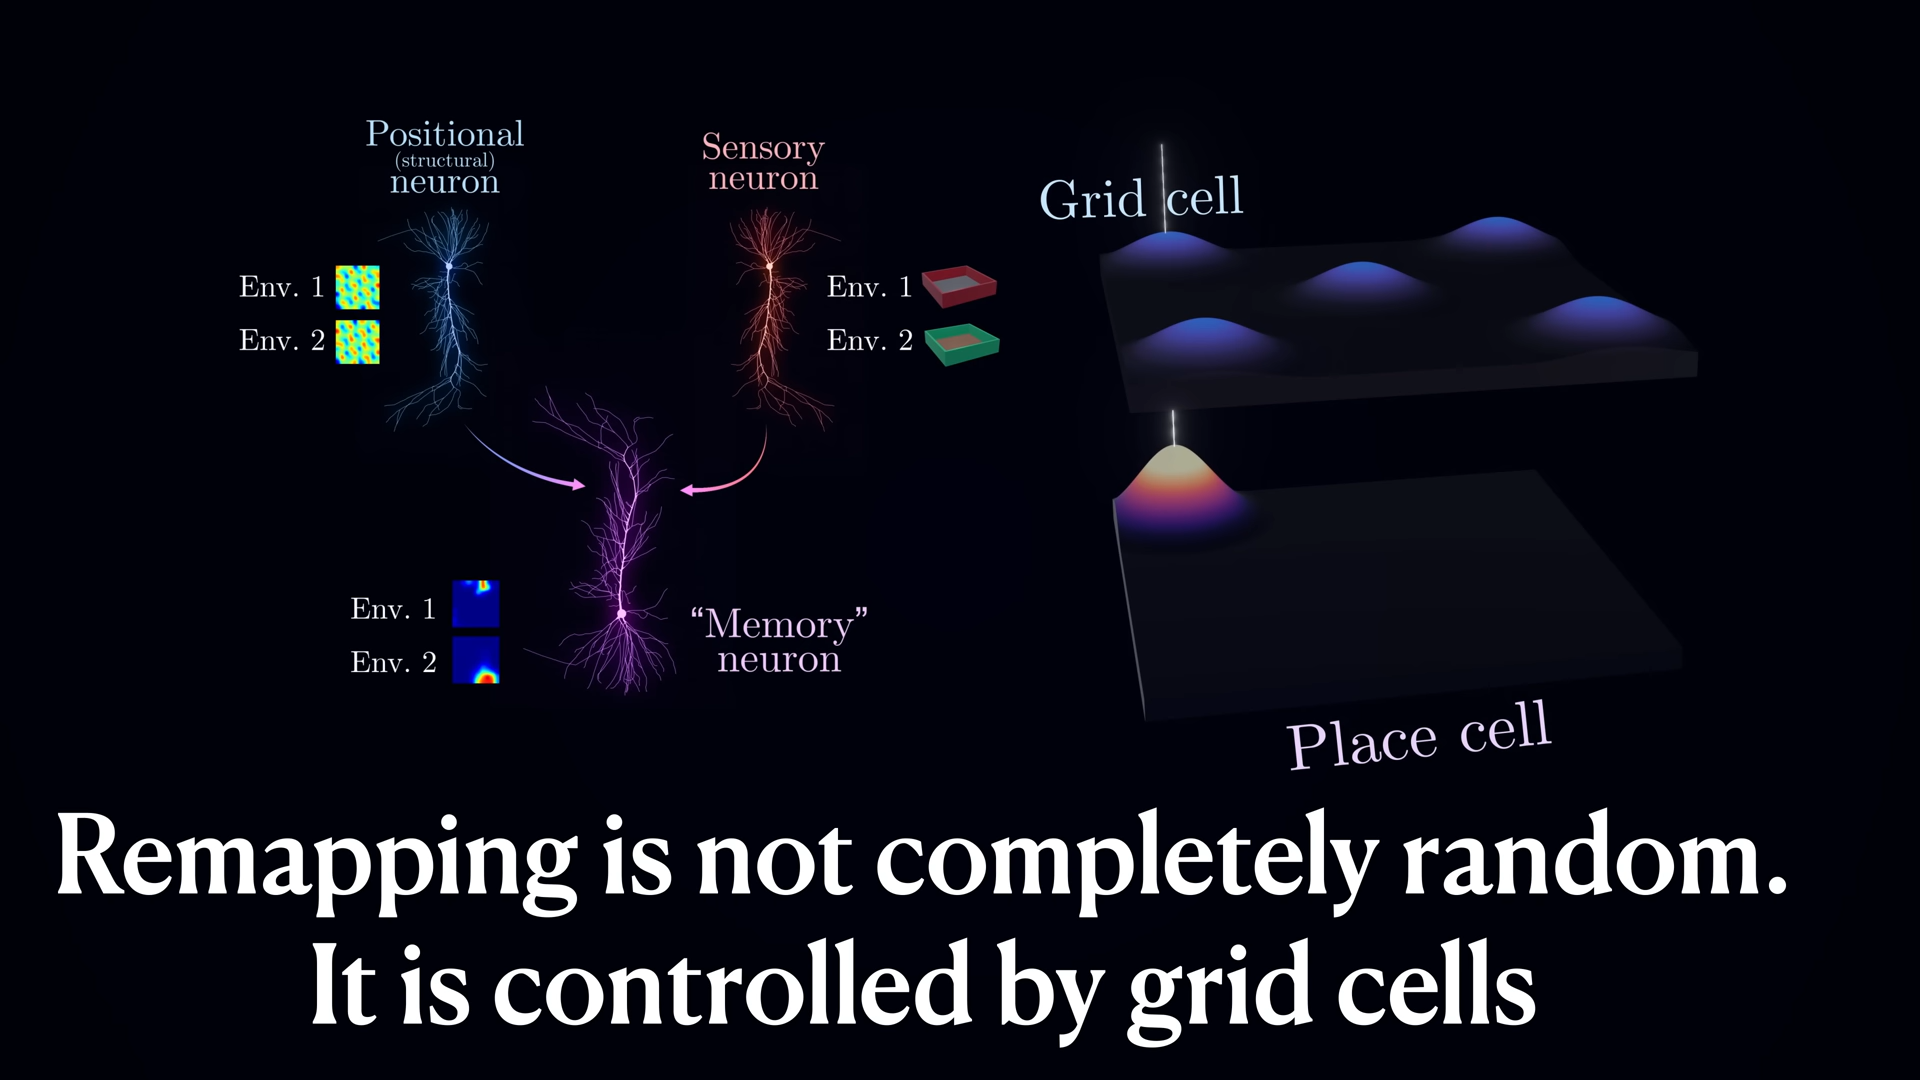 Positional
(structural)
neuron
Sensory
neuron
Env. 1
Env. 2
Env. 1
Env. 2
Env. 1
Env. 2
“Memory”
neuron
Grid cell
Place cell
Remapping is not completely random.
It is controlled by grid cells